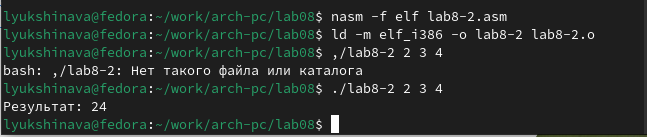 lyukshinava@fedora:~/work/arch-pc/lab08$ nasm -f elf lab8-2.asm
lyukshinava@fedora:~/work/arch-pc/lab08$ ld -m elf_i386 -o lab8-2 lab8-2.o
lyukshinava@fedora:~/work/arch-pc/lab08$ ,/lab8-2 2 3 4
bash: ,/lab8-2: Нет такого файла или каталога
lyukshinava@fedora:~/work/arch-pc/lab08$ ./lab8-2 2 3 4
Результат: 24
lyukshinava@fedora:~/work/arch-pc/lab08$